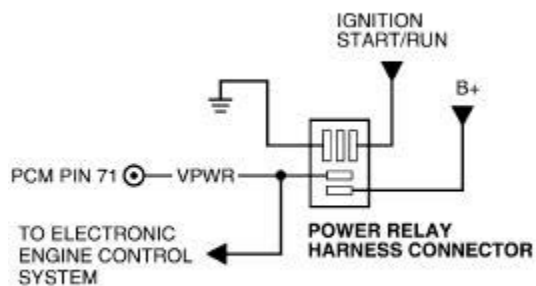 IGNITION
START/RUN
B+
PCM PIN 71
VPWR
TO ELECTRONIC
ENGINE CONTROL
SYSTEM
POWER RELAY
HARNESS CONNECTOR